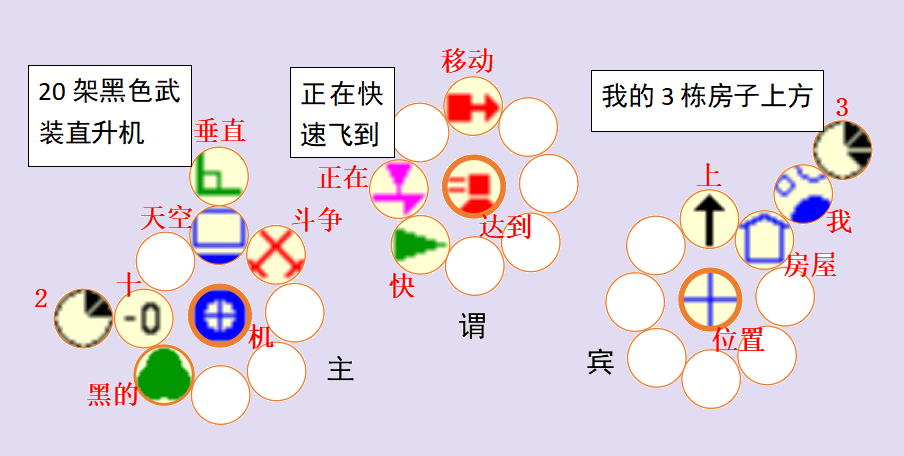 20 架黑色武
装直升机
垂直
天空
斗争
十
2
机
黑的
主
正在快
速飞到
移动
正在
达到
快
谓
我的 3 栋房子上方
3
上
我
房屋
位置
宾
-0